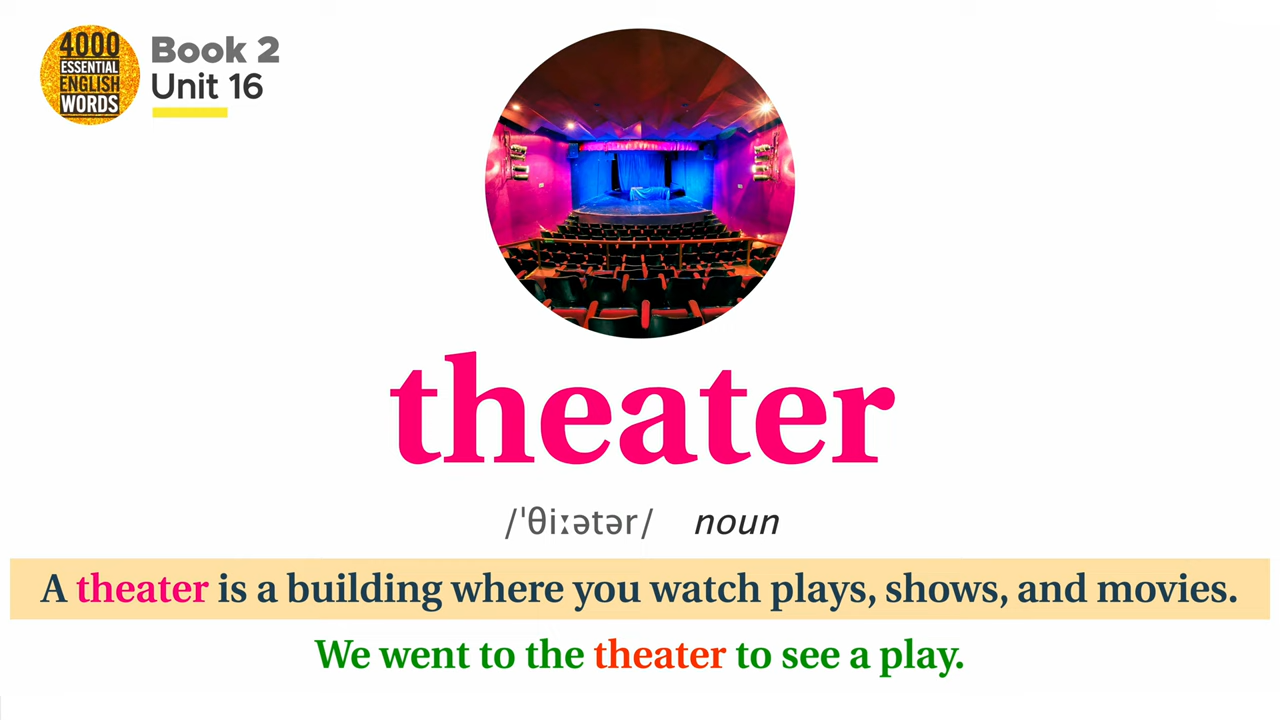 4000
ESSENTIAL
ENGLISH
WORDS
Book 2
Unit 16
theater
/ˈθiːətər/ noun
A theater is a building where you watch plays, shows, and movies.
We went to the theater to see a play.